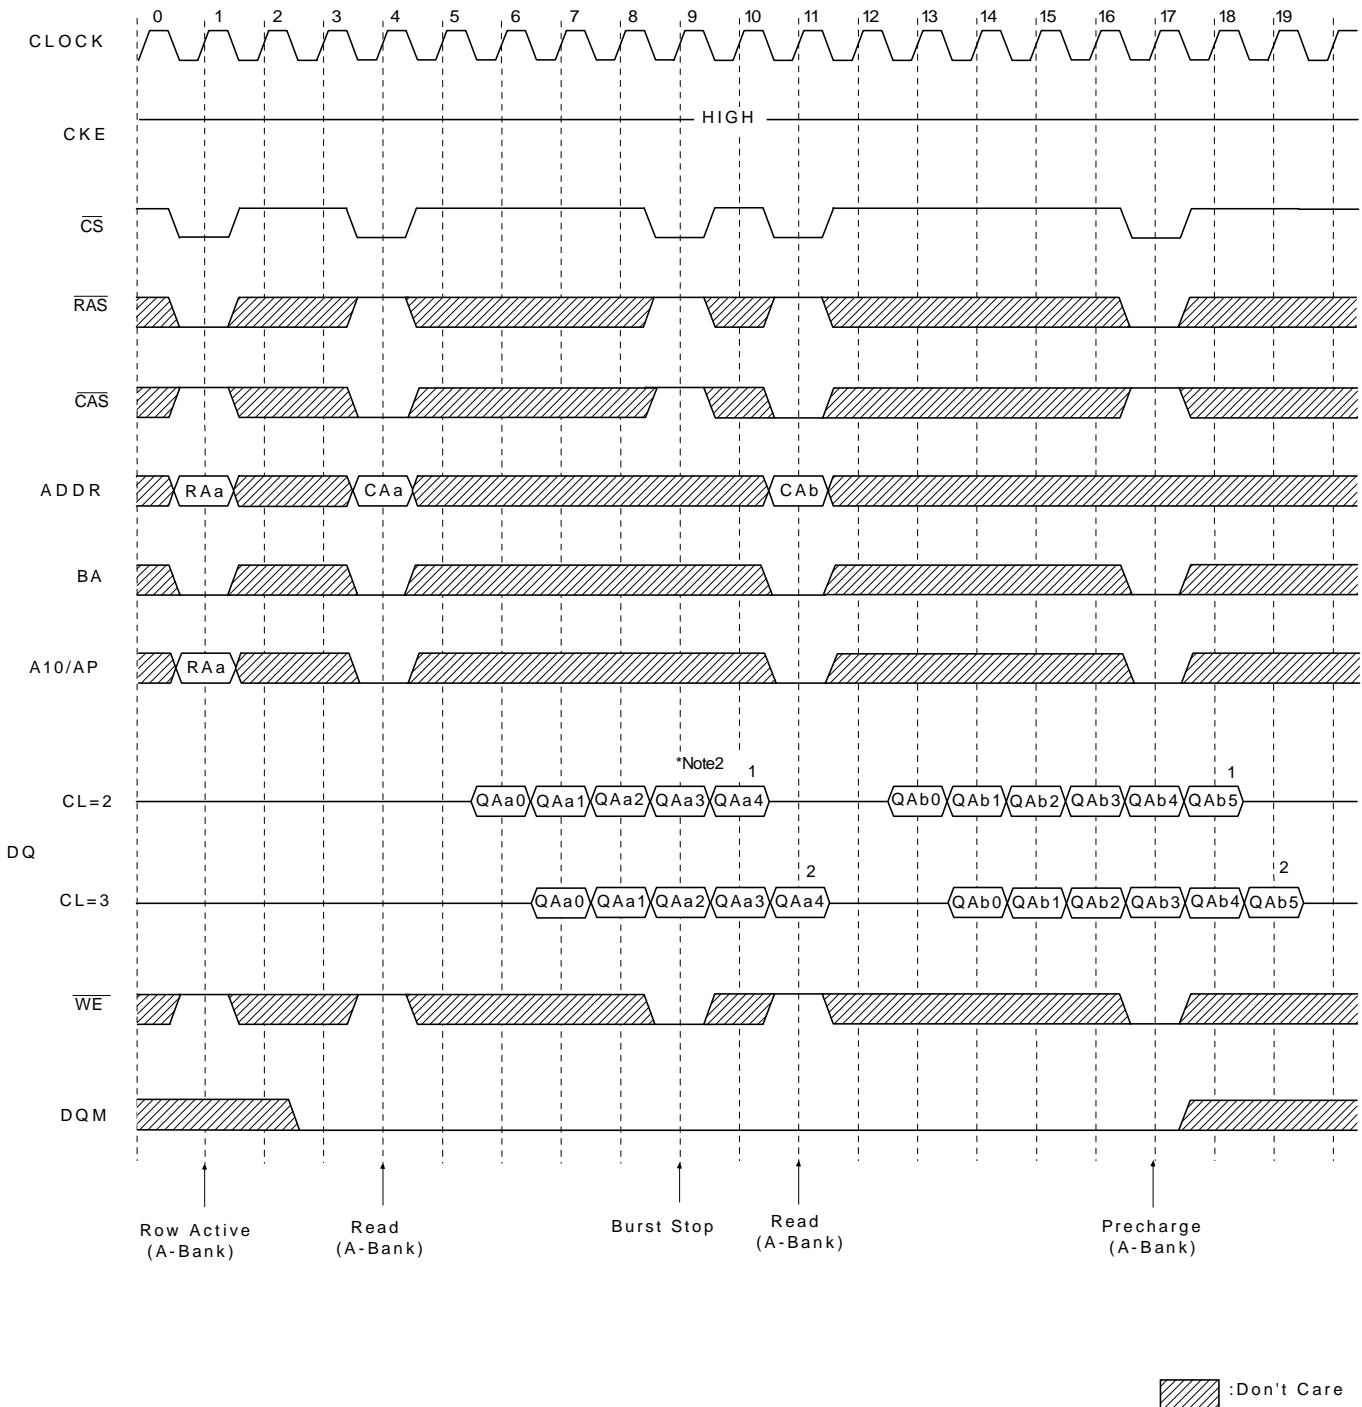 0 1 2 3 4 5 6 7 8 9 10 11 12 13 14 15 16 17 18 19
CLOCK
CKE
HIGH
CS
RAS
CAS
ADDR
RAa CAa CAb
BA
A10/AP
RAa
*Note2 1 1
CL=2
QAa0 QAa1 QAa2 QAa3 QAa4 QAb0 QAb1 QAb2 QAb3 QAb4 QAb5
DQ
2 2
CL=3
QAa0 QAa1 QAa2 QAa3 QAa4 QAb0 QAb1 QAb2 QAb3 QAb4 QAb5
WE
DQM
Row Active
(A-Bank)
Read
(A-Bank)
Burst Stop
Read
(A-Bank)
Precharge
(A-Bank)
:Don't Care